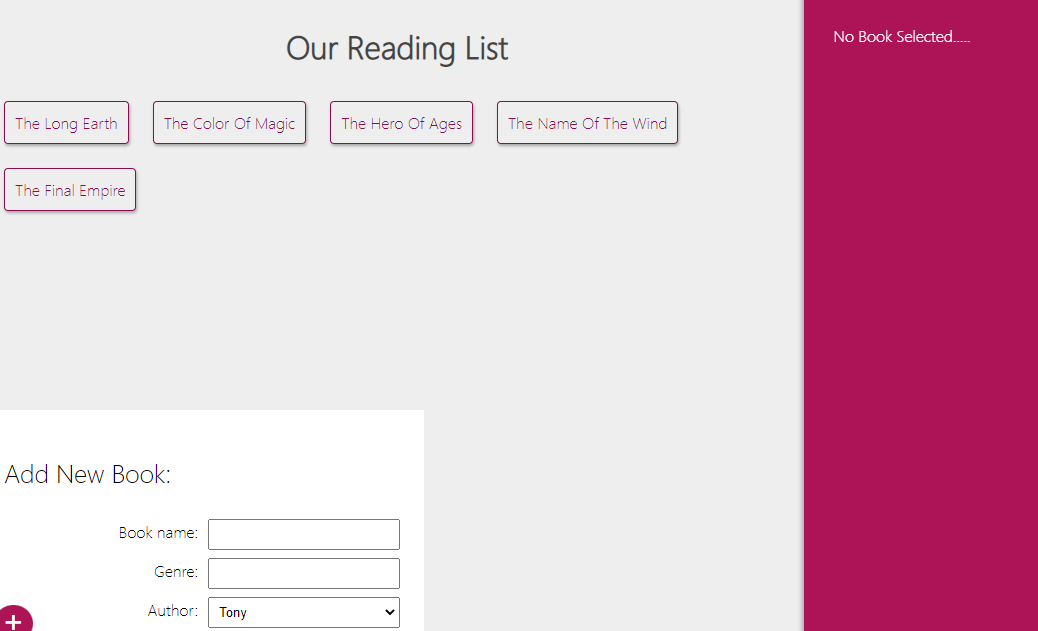 Our Reading List
No Book Selected.....
The Long Earth
The Color Of Magic
The Hero Of Ages
The Name Of The Wind
The Final Empire
Add New Book:
Book name:
Genre:
Author: Tony
+